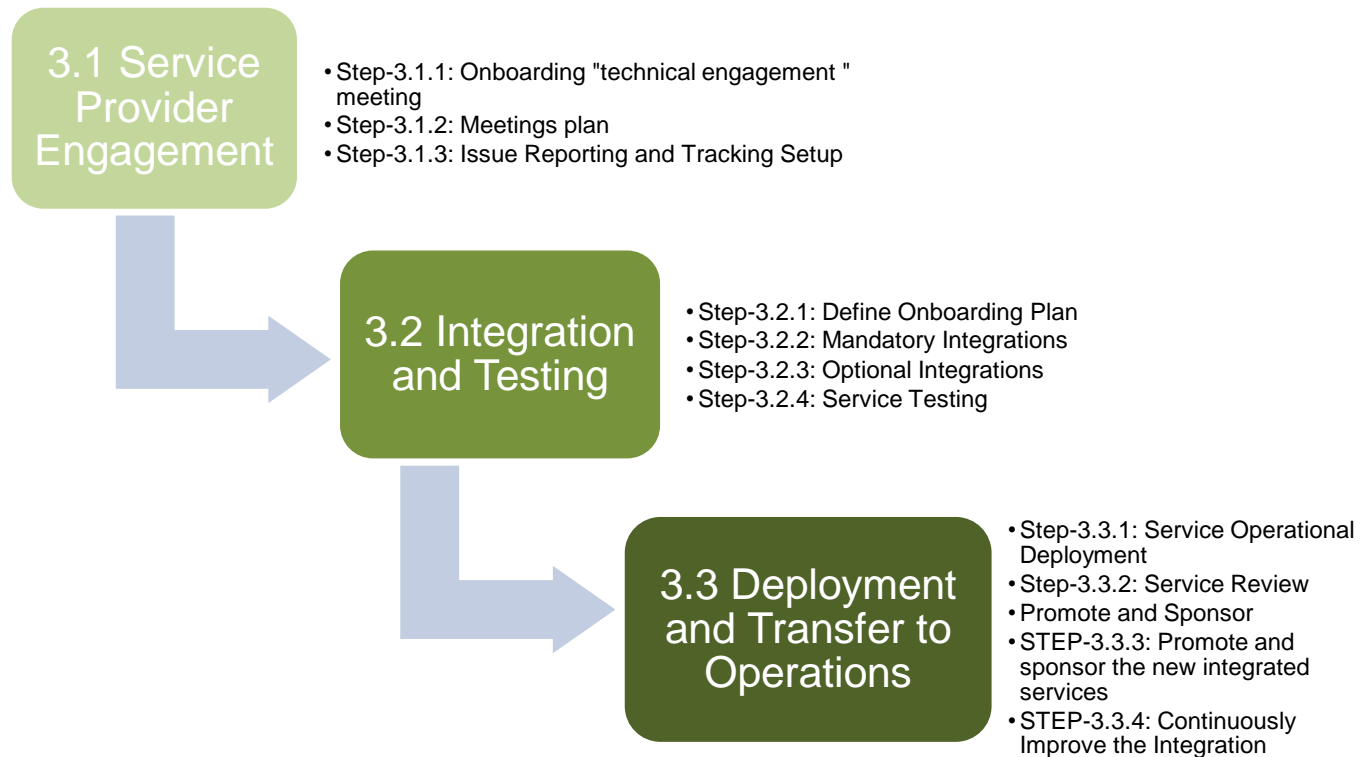 3.1 Service
Provider
Engagement
• Step-3.1.1: Onboarding "technical engagement "
meeting
• Step-3.1.2: Meetings plan
• Step-3.1.3: Issue Reporting and Tracking Setup
3.2 Integration
and Testing
• Step-3.2.1: Define Onboarding Plan
• Step-3.2.2: Mandatory Integrations
• Step-3.2.3: Optional Integrations
• Step-3.2.4: Service Testing
3.3 Deployment
and Transfer to
Operations
• Step-3.3.1: Service Operational
Deployment
• Step-3.3.2: Service Review
• Promote and Sponsor
• STEP-3.3.3: Promote and
sponsor the new integrated
services
• STEP-3.3.4: Continuously
Improve the Integration